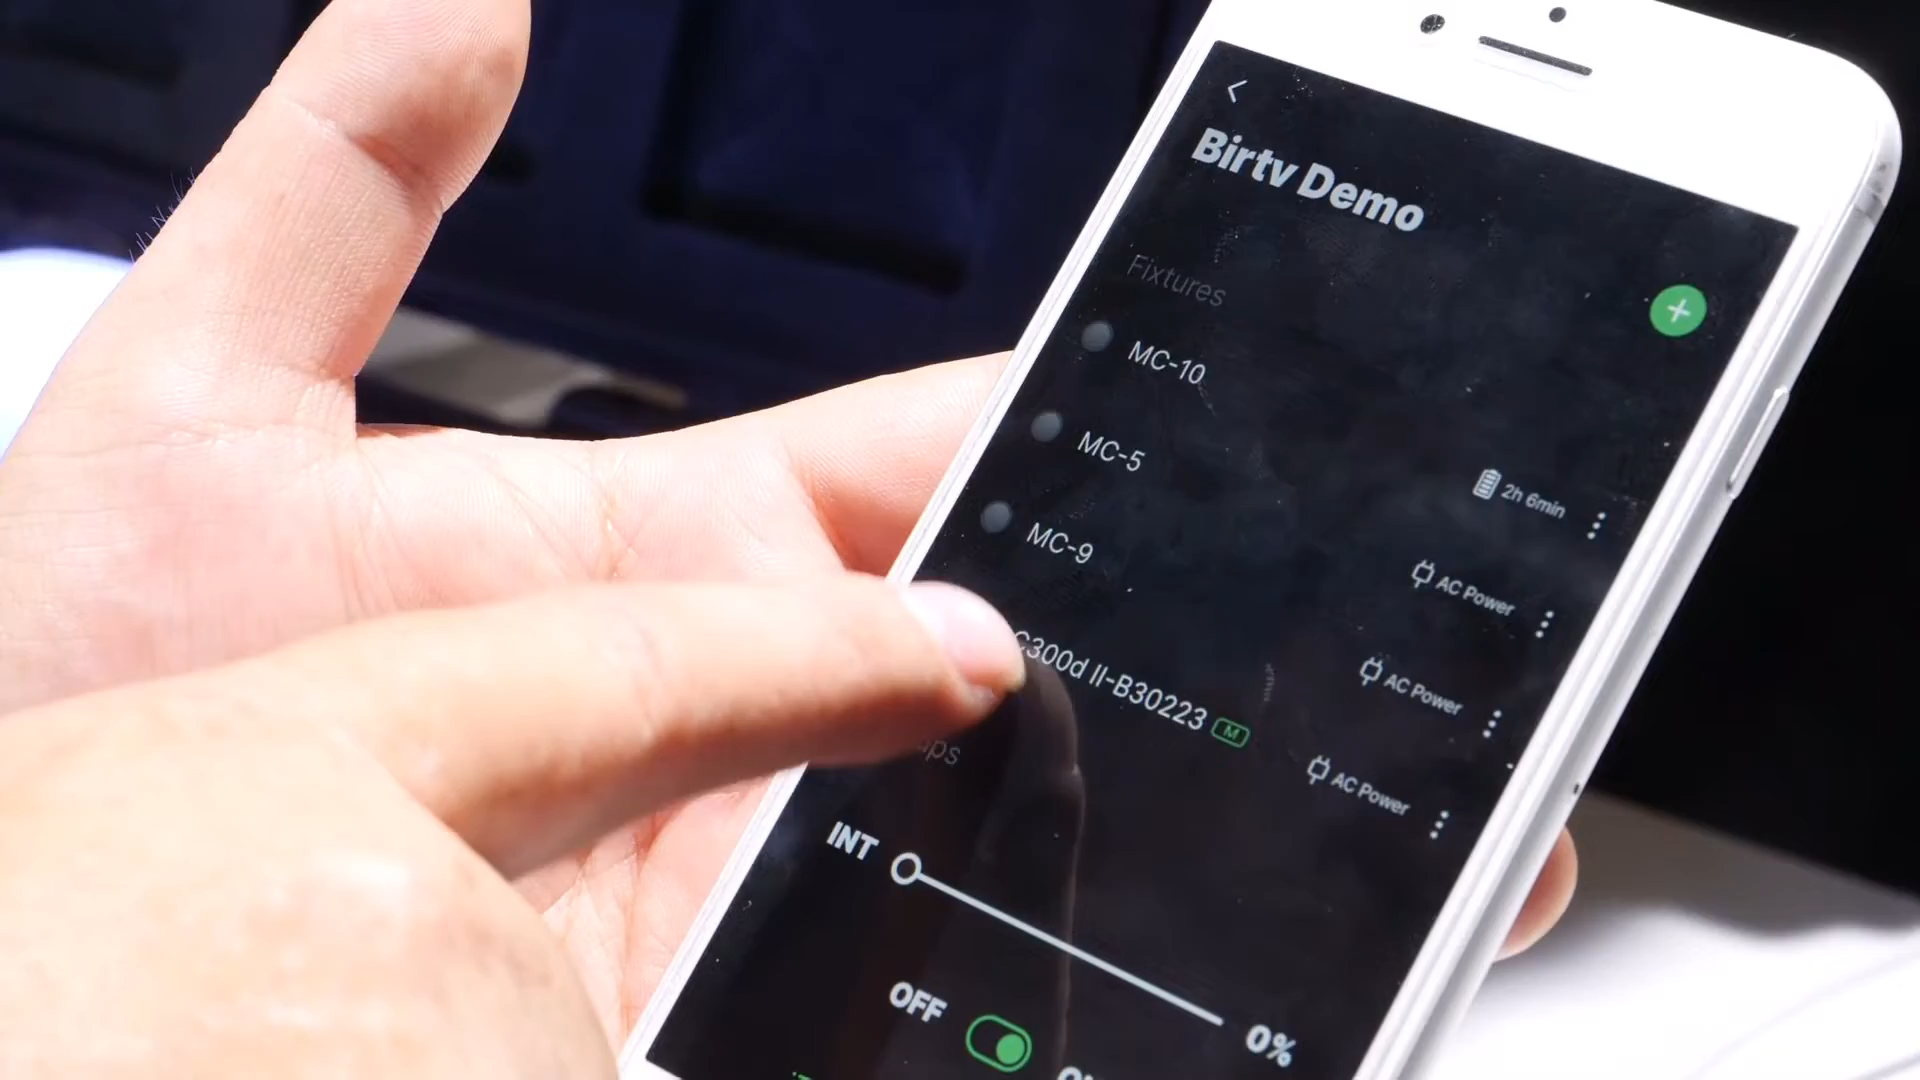 Birtv Demo
Fixtures
MC-10
2h 6min
MC-5
AC Power
MC-9
AC Power
C300d II-B30223 M
AC Power
INT
0%
OFF